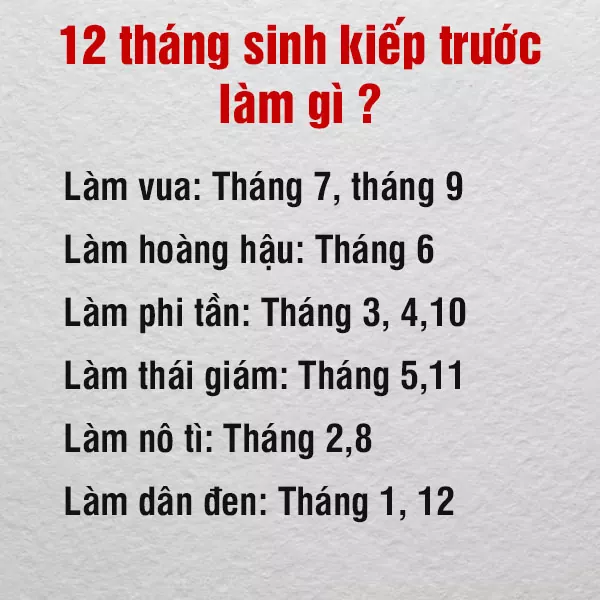 12 tháng sinh kiếp trước
làm gì ?
Làm vua: Tháng 7, tháng 9
Làm hoàng hậu: Tháng 6
Làm phi tần: Tháng 3, 4,10
Làm thái giám: Tháng 5,11
Làm nô tì: Tháng 2,8
Làm dân đen: Tháng 1, 12